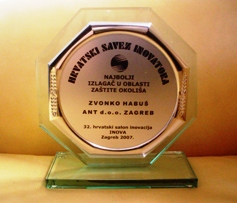 HRVATSKI SAVEZ INOVATORA
NAJBOLJI
IZLAGAČ U OBLASTI
ZAŠTITE OKOLIŠA
ZVONKO HABUŠ
ANT d.o.o. ZAGREB
32. hrvatski salon inovacija
INOVA
Zagreb 2007.